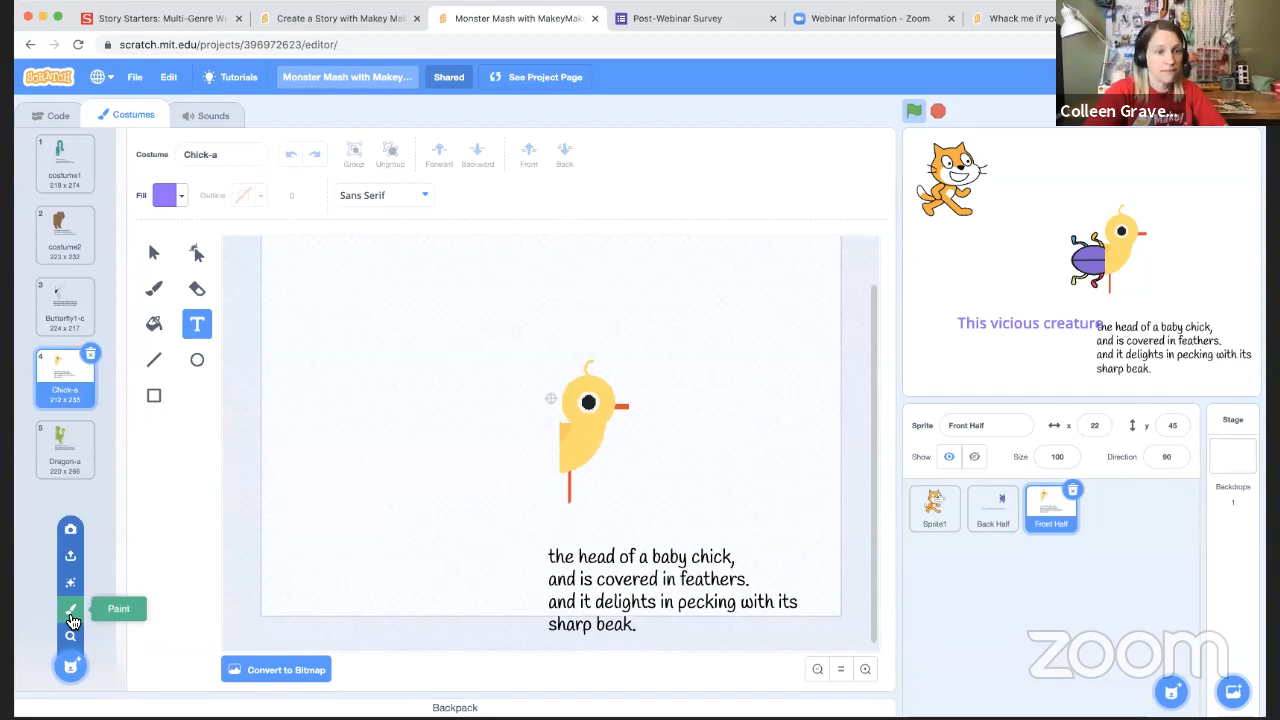 Story Starters: Multi-Genre Wr
Create a Story with Makey Mak
Monster Mash with MakeyMak
Post-Webinar Survey
Webinar Information - Zoom
Whack me if you
scratch.mit.edu/projects/396972623/editor/
Colleen Grave...
SCRATCH
File
Edit
Tutorials
Monster Mash with Makey...
Shared
See Project Page
Code
Costumes
Sounds
1
costume1
219 x 274
2
costume2
223 x 232
3
Butterfly1-c
224 x 217
4
Chick-a
212 x 233
5
Dragon-a
220 x 266
Paint
Costume
Chick-a
Group
Ungroup
Forward
Backward
Front
Back
Fill
Outline
0
Sans Serif
T
the head of a baby chick,
and is covered in feathers.
and it delights in pecking with its
sharp beak.
Convert to Bitmap
Backpack
This vicious creature
the head of a baby chick,
and is covered in feathers.
and it delights in pecking with its
sharp beak.
Sprite
Front Half
x
22
y
45
Show
Size
100
Direction
90
Sprite1
Back Half
Front Half
Stage
Backdrops
1
zoom